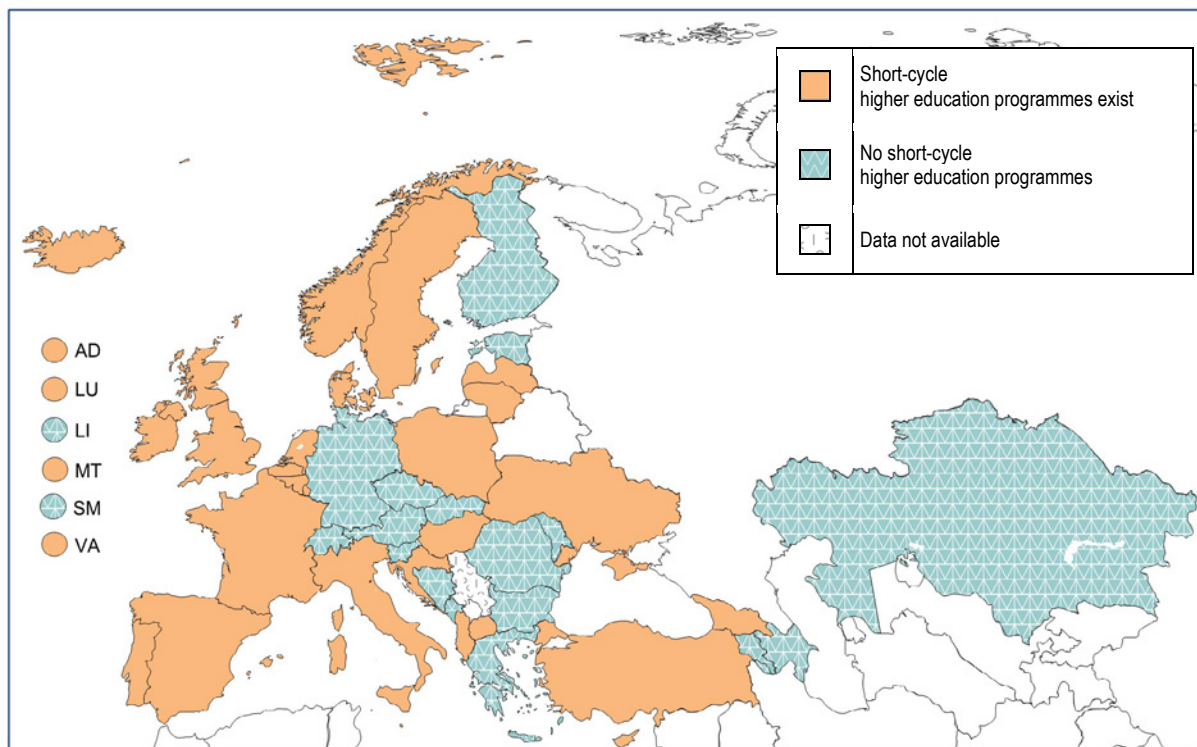 Short-cycle
higher education programmes exist
No short-cycle
higher education programmes
Data not available
AD
LU
LI
MT
SM
VA